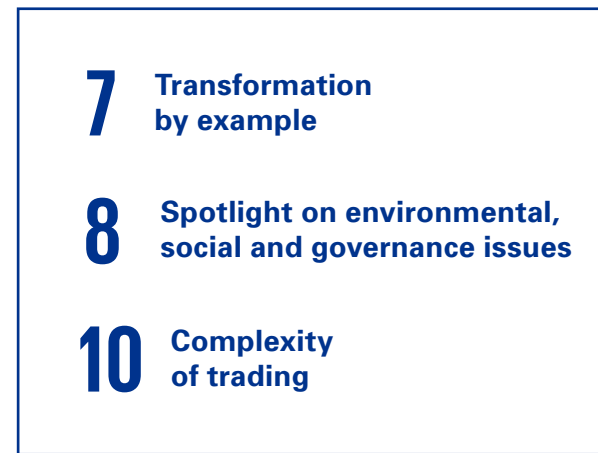 7 Transformation
by example
8 Spotlight on environmental,
social and governance issues
10 Complexity
of trading